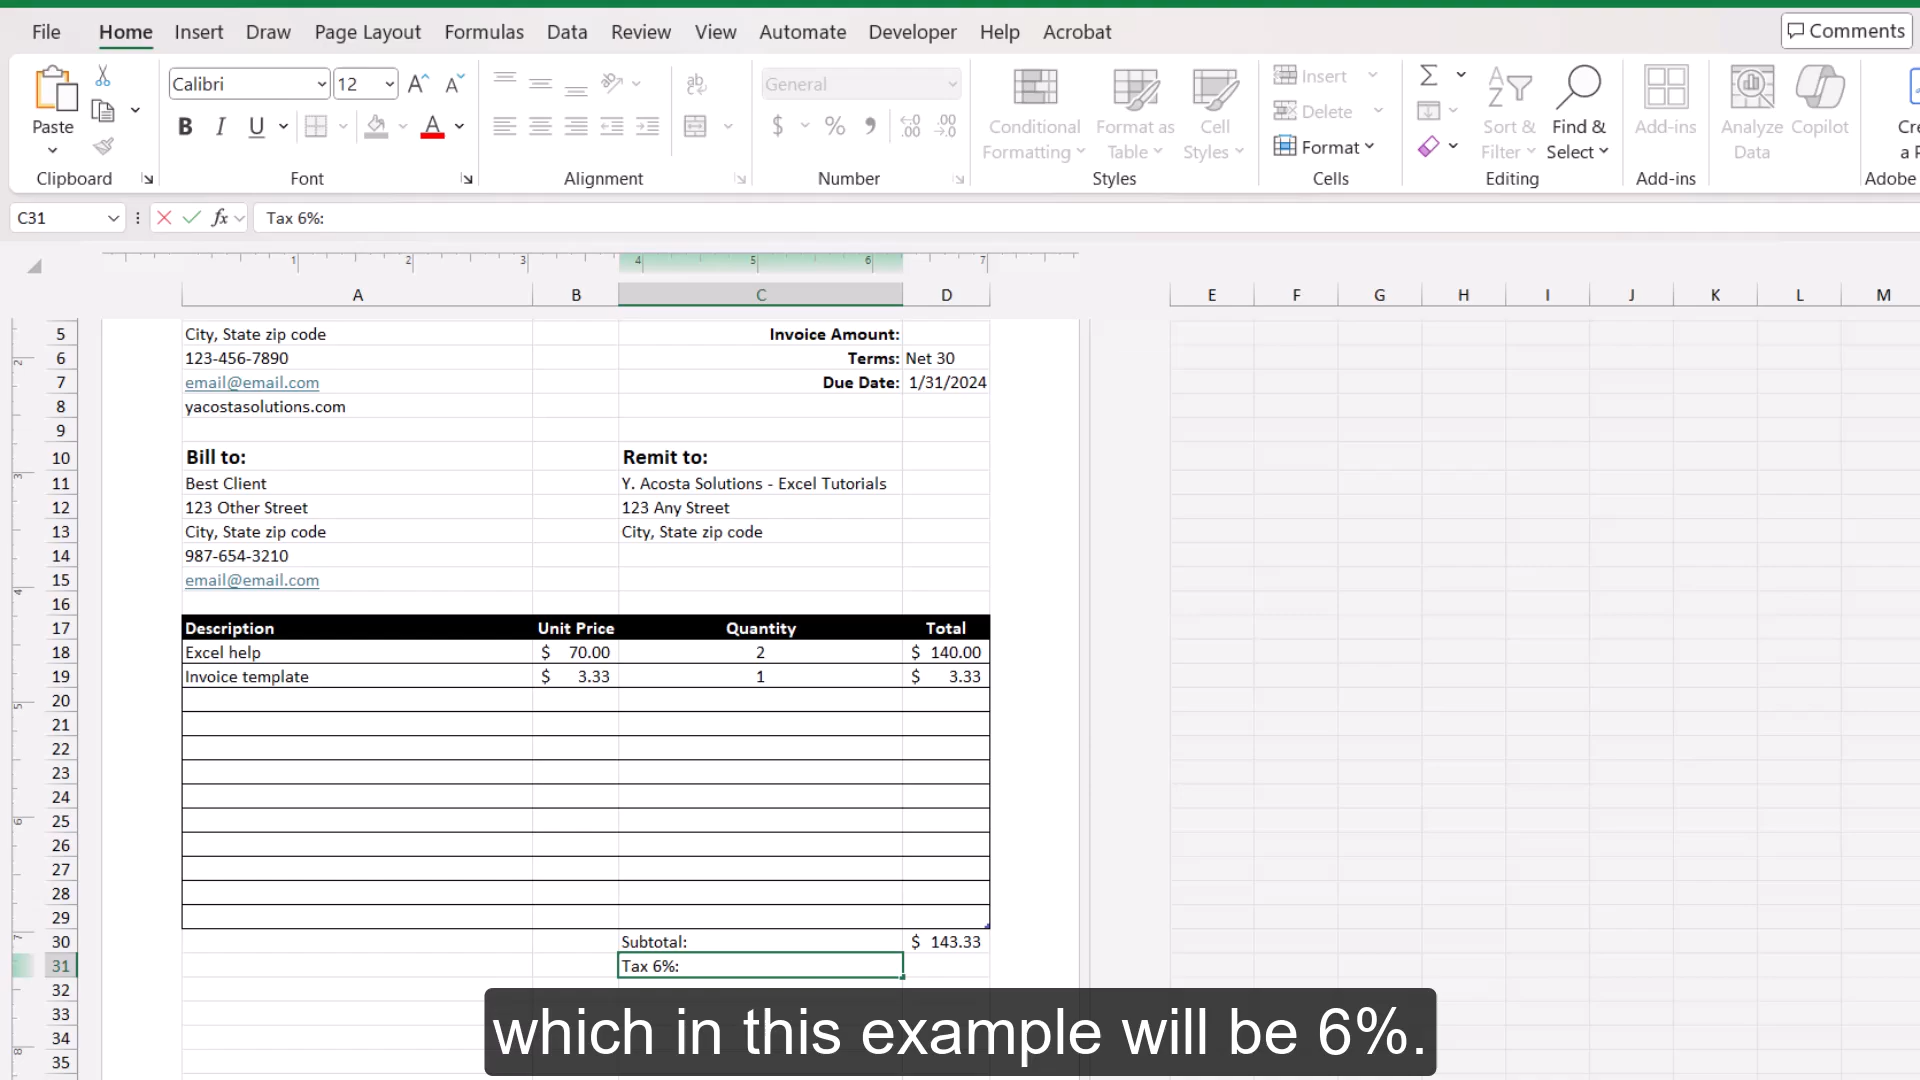 File Home Insert Draw Page Layout Formulas Data Review View Automate Developer Help Acrobat Comments
Paste Calibri 12 General Conditional Formatting Format as Table Cell Styles Insert Delete Format Sort & Filter Find & Select Add-ins Analyze Data Copilot
Clipboard Font Alignment Number Styles Cells Editing Add-ins Adobe
C31 fx Tax 6%:
1 2 3 4 5 6 7
A B C D E F G H I J K L M
5 City, State zip code Invoice Amount:
6 123-456-7890 Terms: Net 30
7 email@email.com Due Date: 1/31/2024
8 yacostasolutions.com
9
10 Bill to: Remit to:
11 Best Client Y. Acosta Solutions - Excel Tutorials
12 123 Other Street 123 Any Street
13 City, State zip code City, State zip code
14 987-654-3210
15 email@email.com
16
17 Description Unit Price Quantity Total
18 Excel help $ 70.00 2 $ 140.00
19 Invoice template $ 3.33 1 $ 3.33
20
21
22
23
24
25
26
27
28
29
30 Subtotal: $ 143.33
31 Tax 6%:
32
33
34
35
which in this example will be 6%.